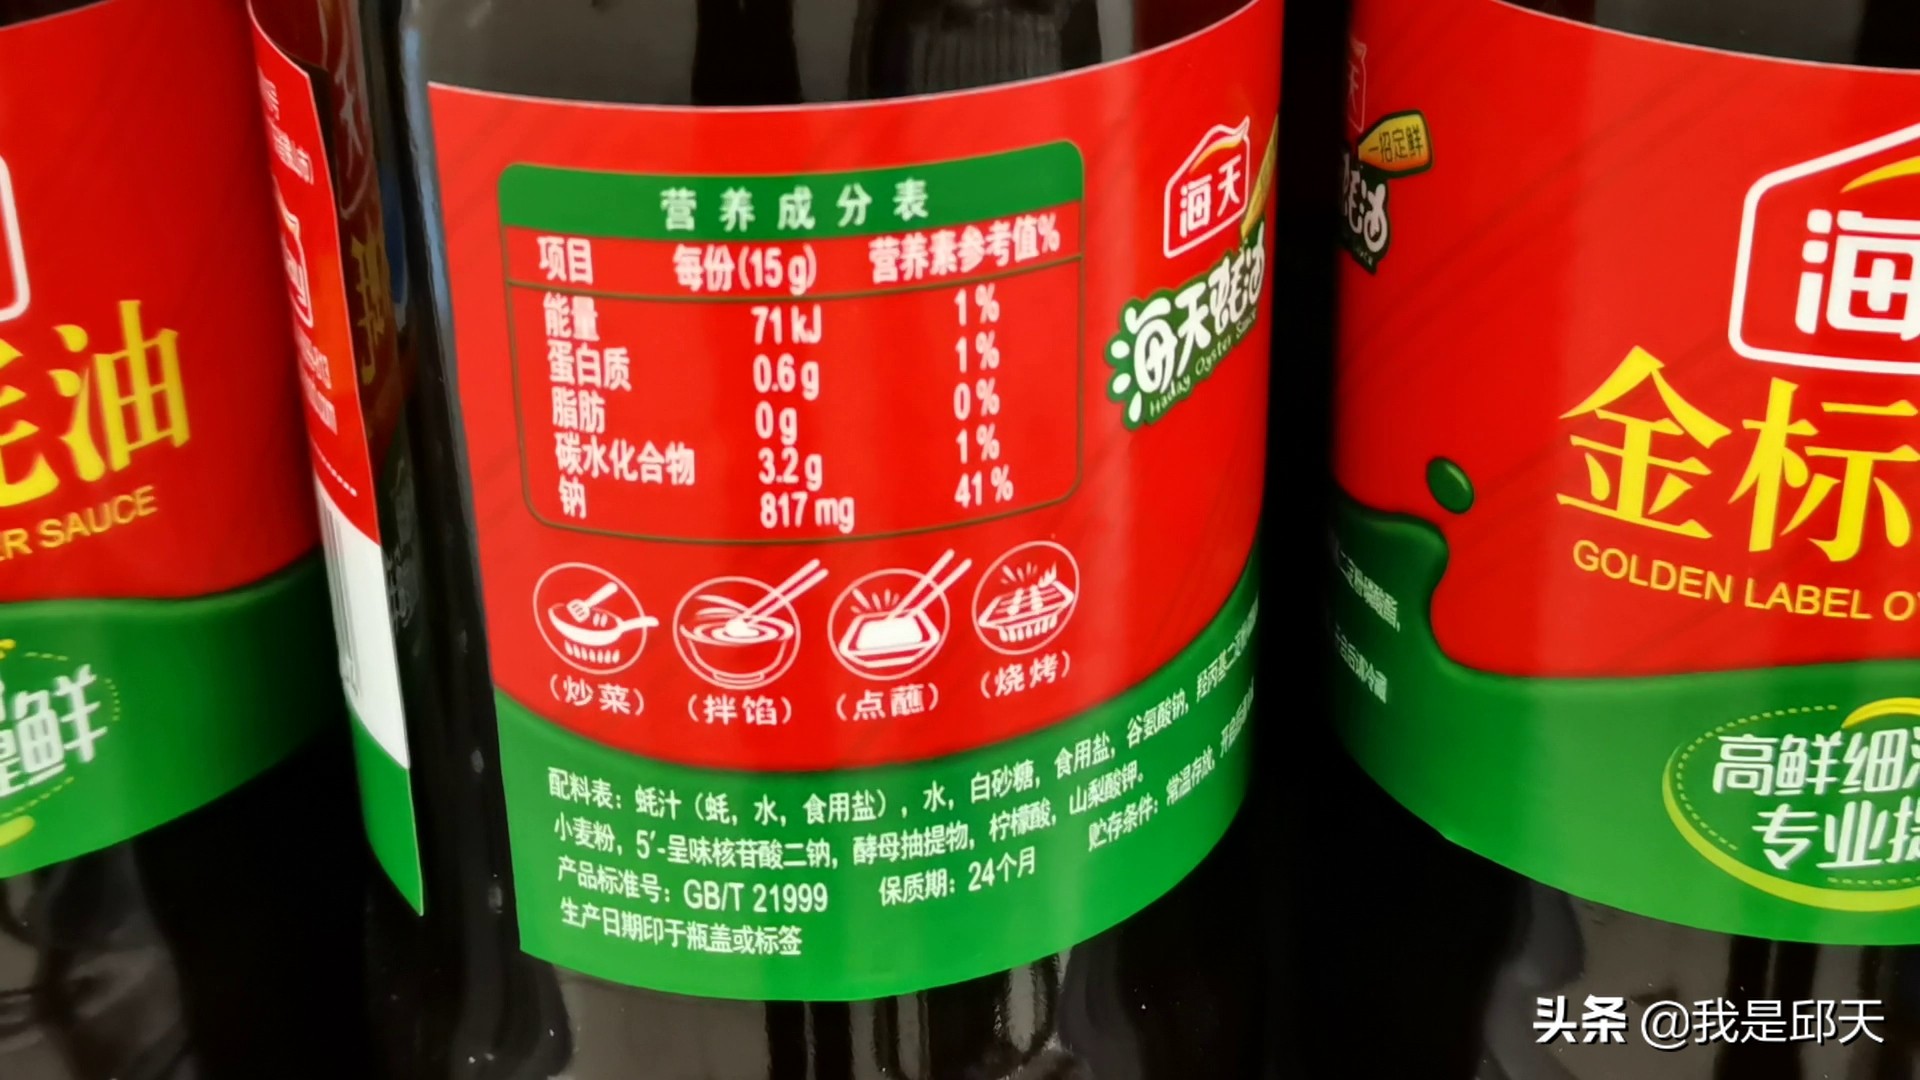 营养成分表
项目 每份(15g) 营养素参考值%
能量 71kJ 1%
蛋白质 0.6g 1%
脂肪 0g 0%
碳水化合物 3.2g 1%
钠 817mg 41%
(炒菜) (拌馅) (点蘸) (烧烤)
配料表：蚝汁（蚝，水，食用盐），水，白砂糖，食用盐，谷氨酸钠，
小麦粉，5′-呈味核苷酸二钠，酵母抽提物，柠檬酸，山梨酸钾。
产品标准号：GB/T 21999 保质期：24个月 贮存条件：常温存放，
生产日期印于瓶盖或标签
海天
海天蚝油
Haday Oyster Sauce
油
SAUCE
鲜
一招定鲜
蚝油
海
金标
GOLDEN LABEL
高鲜细
专业提
头条 @我是邱天